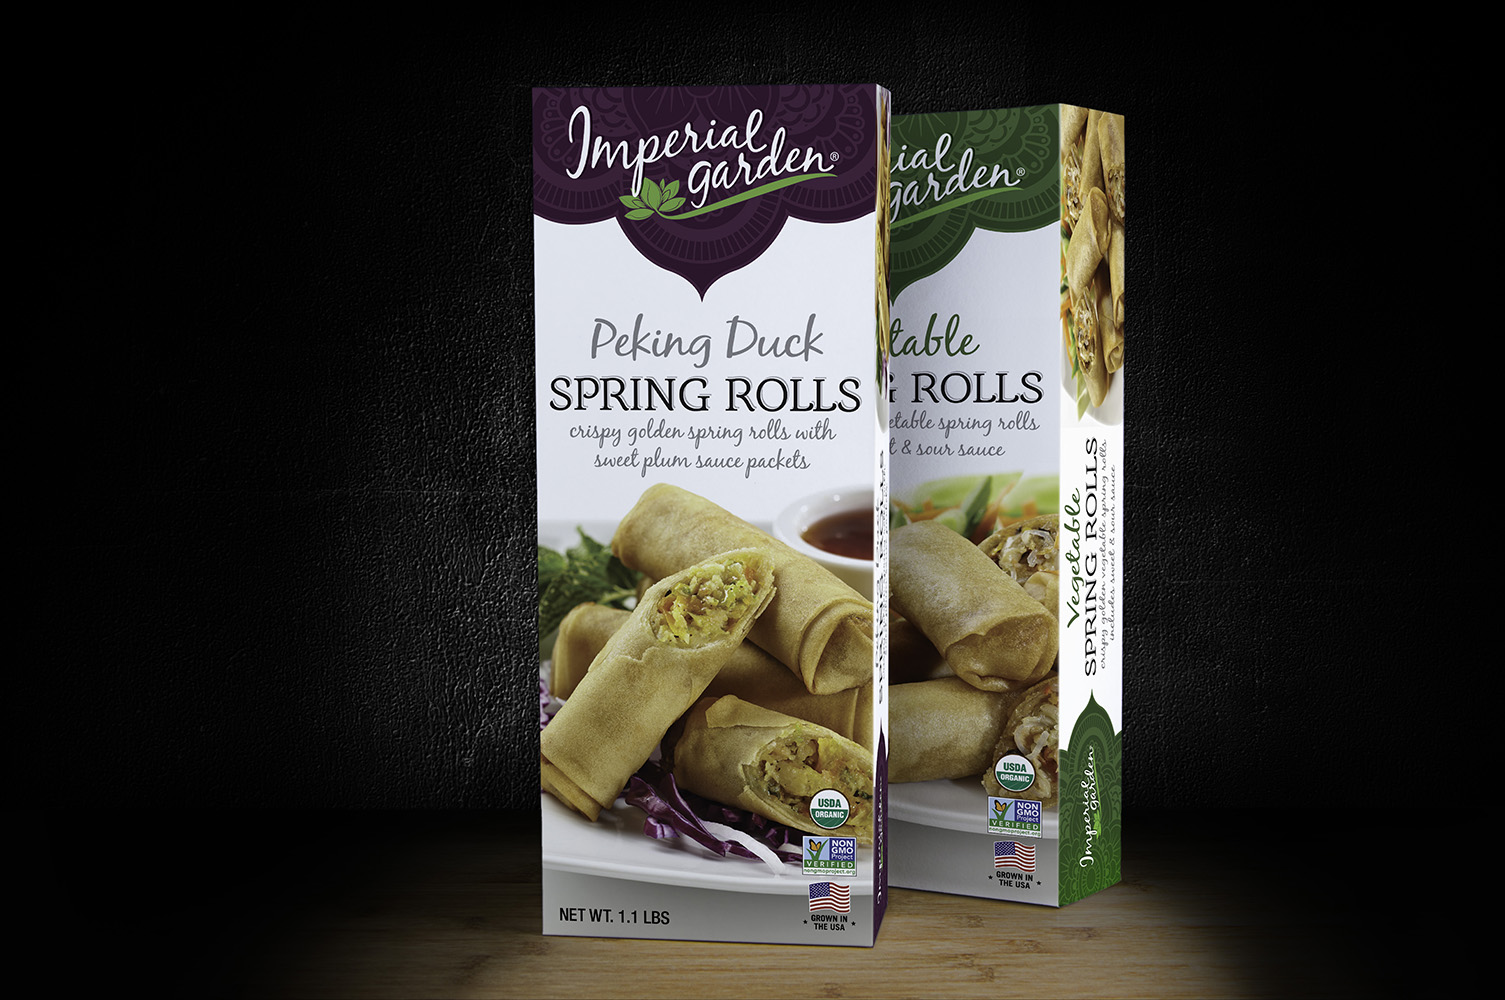 Imperial
garden®
Peking Duck
SPRING ROLLS
crispy golden spring rolls with
sweet plum sauce packets
USDA
ORGANIC
NON
GMO
Project
VERIFIED
nongmoproject.org
GROWN IN
THE USA
NET WT. 1.1 LBS
garden®
ROLLS
spring rolls
& sour sauce
USDA
ORGANIC
NON
GMO
Project
VERIFIED
nongmoproject.org
GROWN IN
THE USA
Vegetable
SPRING ROLLS
crispy golden vegetable spring rolls
includes sweet & sour sauce
Imperial
garden®